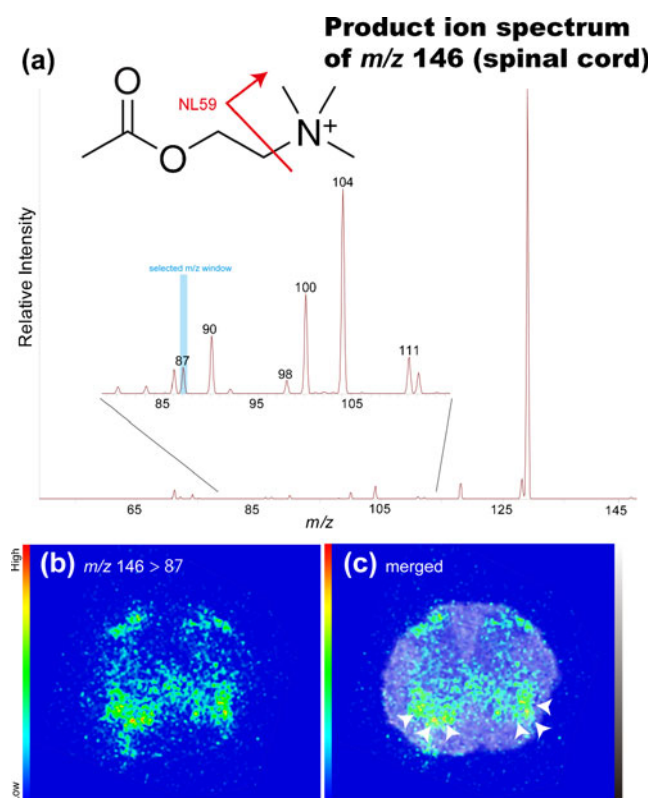 Product ion spectrum
of m/z 146 (spinal cord)
(a)
O
NL59
N+
O
104
selected m/z window
100
90
87
98
111
85
95
105
Relative Intensity
65
85
105
125
145
m/z
High
(b) m/z 146 > 87
(c) merged